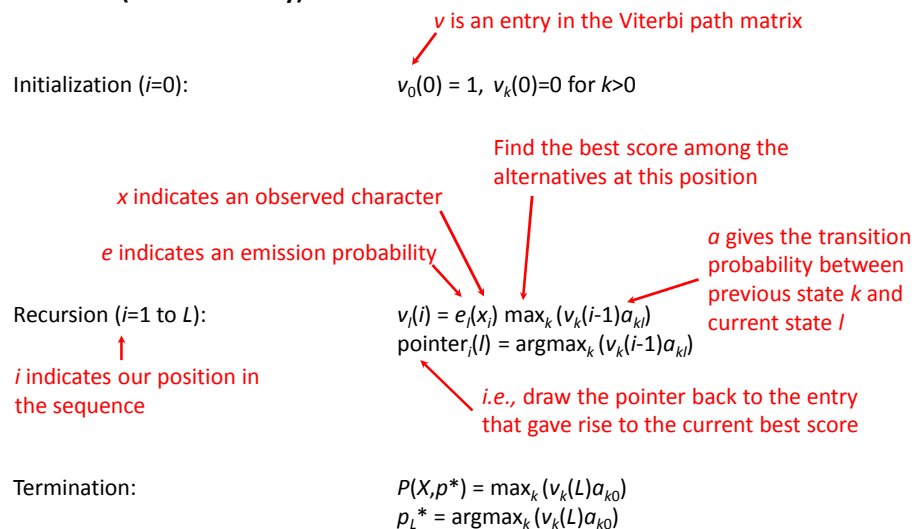 v is an entry in the Viterbi path matrix
Initialization (i=0): v₀(0) = 1, vₖ(0)=0 for k>0
Find the best score among the
alternatives at this position
x indicates an observed character
e indicates an emission probability
a gives the transition
probability between
previous state k and
current state l
Recursion (i=1 to L): vₗ(i) = eₗ(xᵢ) maxₖ (vₖ(i-1)aₖₗ)
pointerᵢ(l) = argmaxₖ (vₖ(i-1)aₖₗ)
i indicates our position in
the sequence
i.e., draw the pointer back to the entry
that gave rise to the current best score
Termination: P(X,p*) = maxₖ (vₖ(L)aₖ₀)
p_L* = argmaxₖ (vₖ(L)aₖ₀)